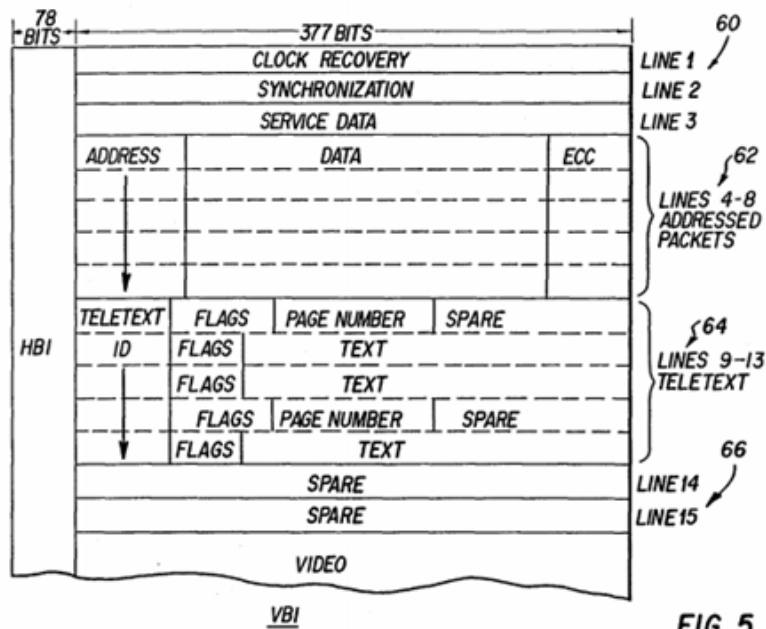 78 BITS
377 BITS
60
CLOCK RECOVERY LINE 1
SYNCHRONIZATION LINE 2
SERVICE DATA LINE 3
ADDRESS DATA ECC
62
LINES 4-8
ADDRESSED
PACKETS
TELETEXT FLAGS PAGE NUMBER SPARE
HBI ID FLAGS TEXT
FLAGS TEXT
FLAGS PAGE NUMBER SPARE
FLAGS TEXT
64
LINES 9-13
TELETEXT
66
SPARE LINE 14
SPARE LINE 15
VIDEO
VBI
FIG. 5